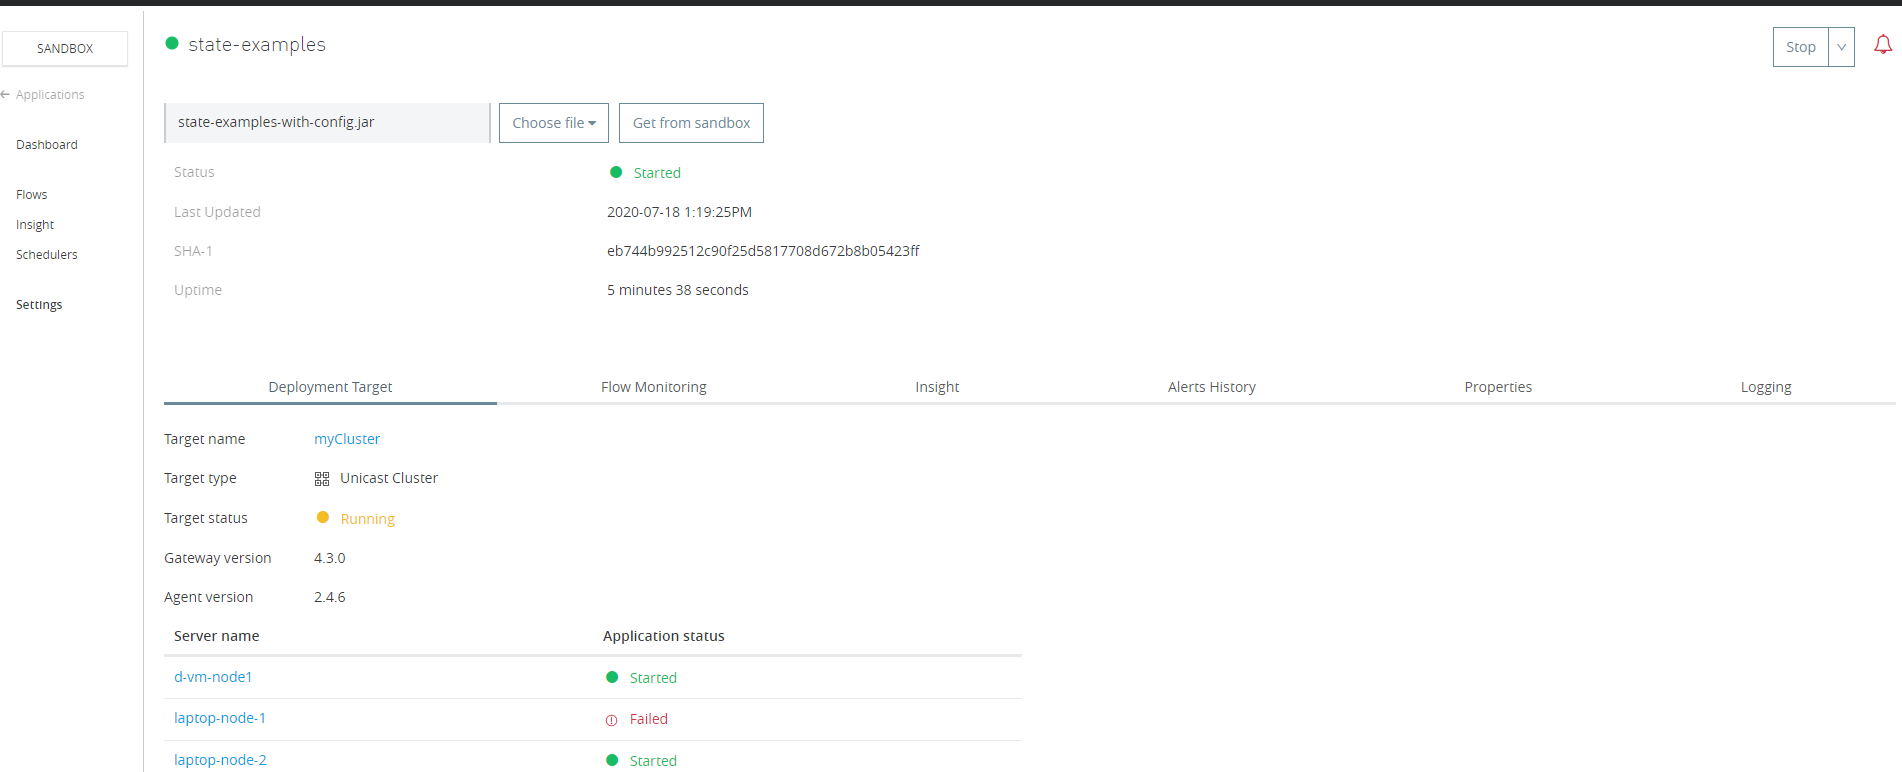 SANDBOX
Applications
Dashboard
Flows
Insight
Schedulers
Settings
state-examples
Stop
state-examples-with-config.jar
Choose file
Get from sandbox
Status Started
Last Updated 2020-07-18 1:19:25PM
SHA-1 eb744b992512c90f25d5817708d672b8b05423ff
Uptime 5 minutes 38 seconds
Deployment Target Flow Monitoring Insight Alerts History Properties Logging
Target name myCluster
Target type Unicast Cluster
Target status Running
Gateway version 4.3.0
Agent version 2.4.6
Server name Application status
d-vm-node1 Started
laptop-node-1 Failed
laptop-node-2 Started